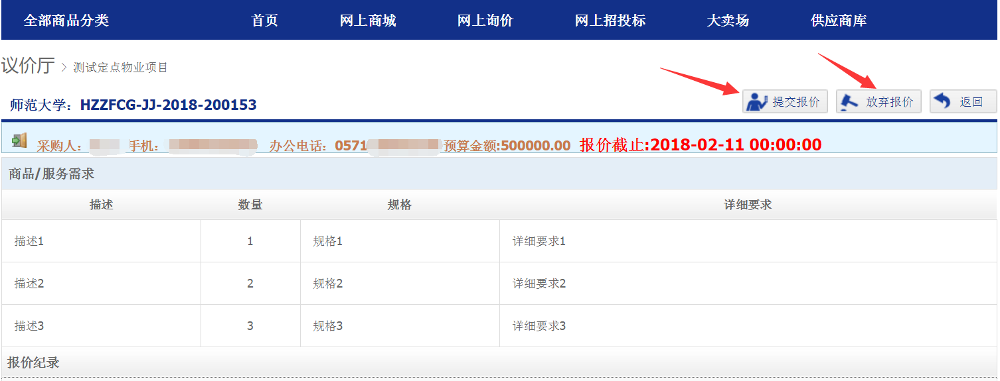 全部商品分类 首页 网上商城 网上询价 网上招投标 大卖场 供应商库
议价厅 > 测试定点物业项目
师范大学：HZZFCG-JJ-2018-200153 提交报价 放弃报价 返回
采购人： 手机： 办公电话：0571 预算金额:500000.00 报价截止:2018-02-11 00:00:00
商品/服务需求
描述 数量 规格 详细要求
描述1 1 规格1 详细要求1
描述2 2 规格2 详细要求2
描述3 3 规格3 详细要求3
报价纪录